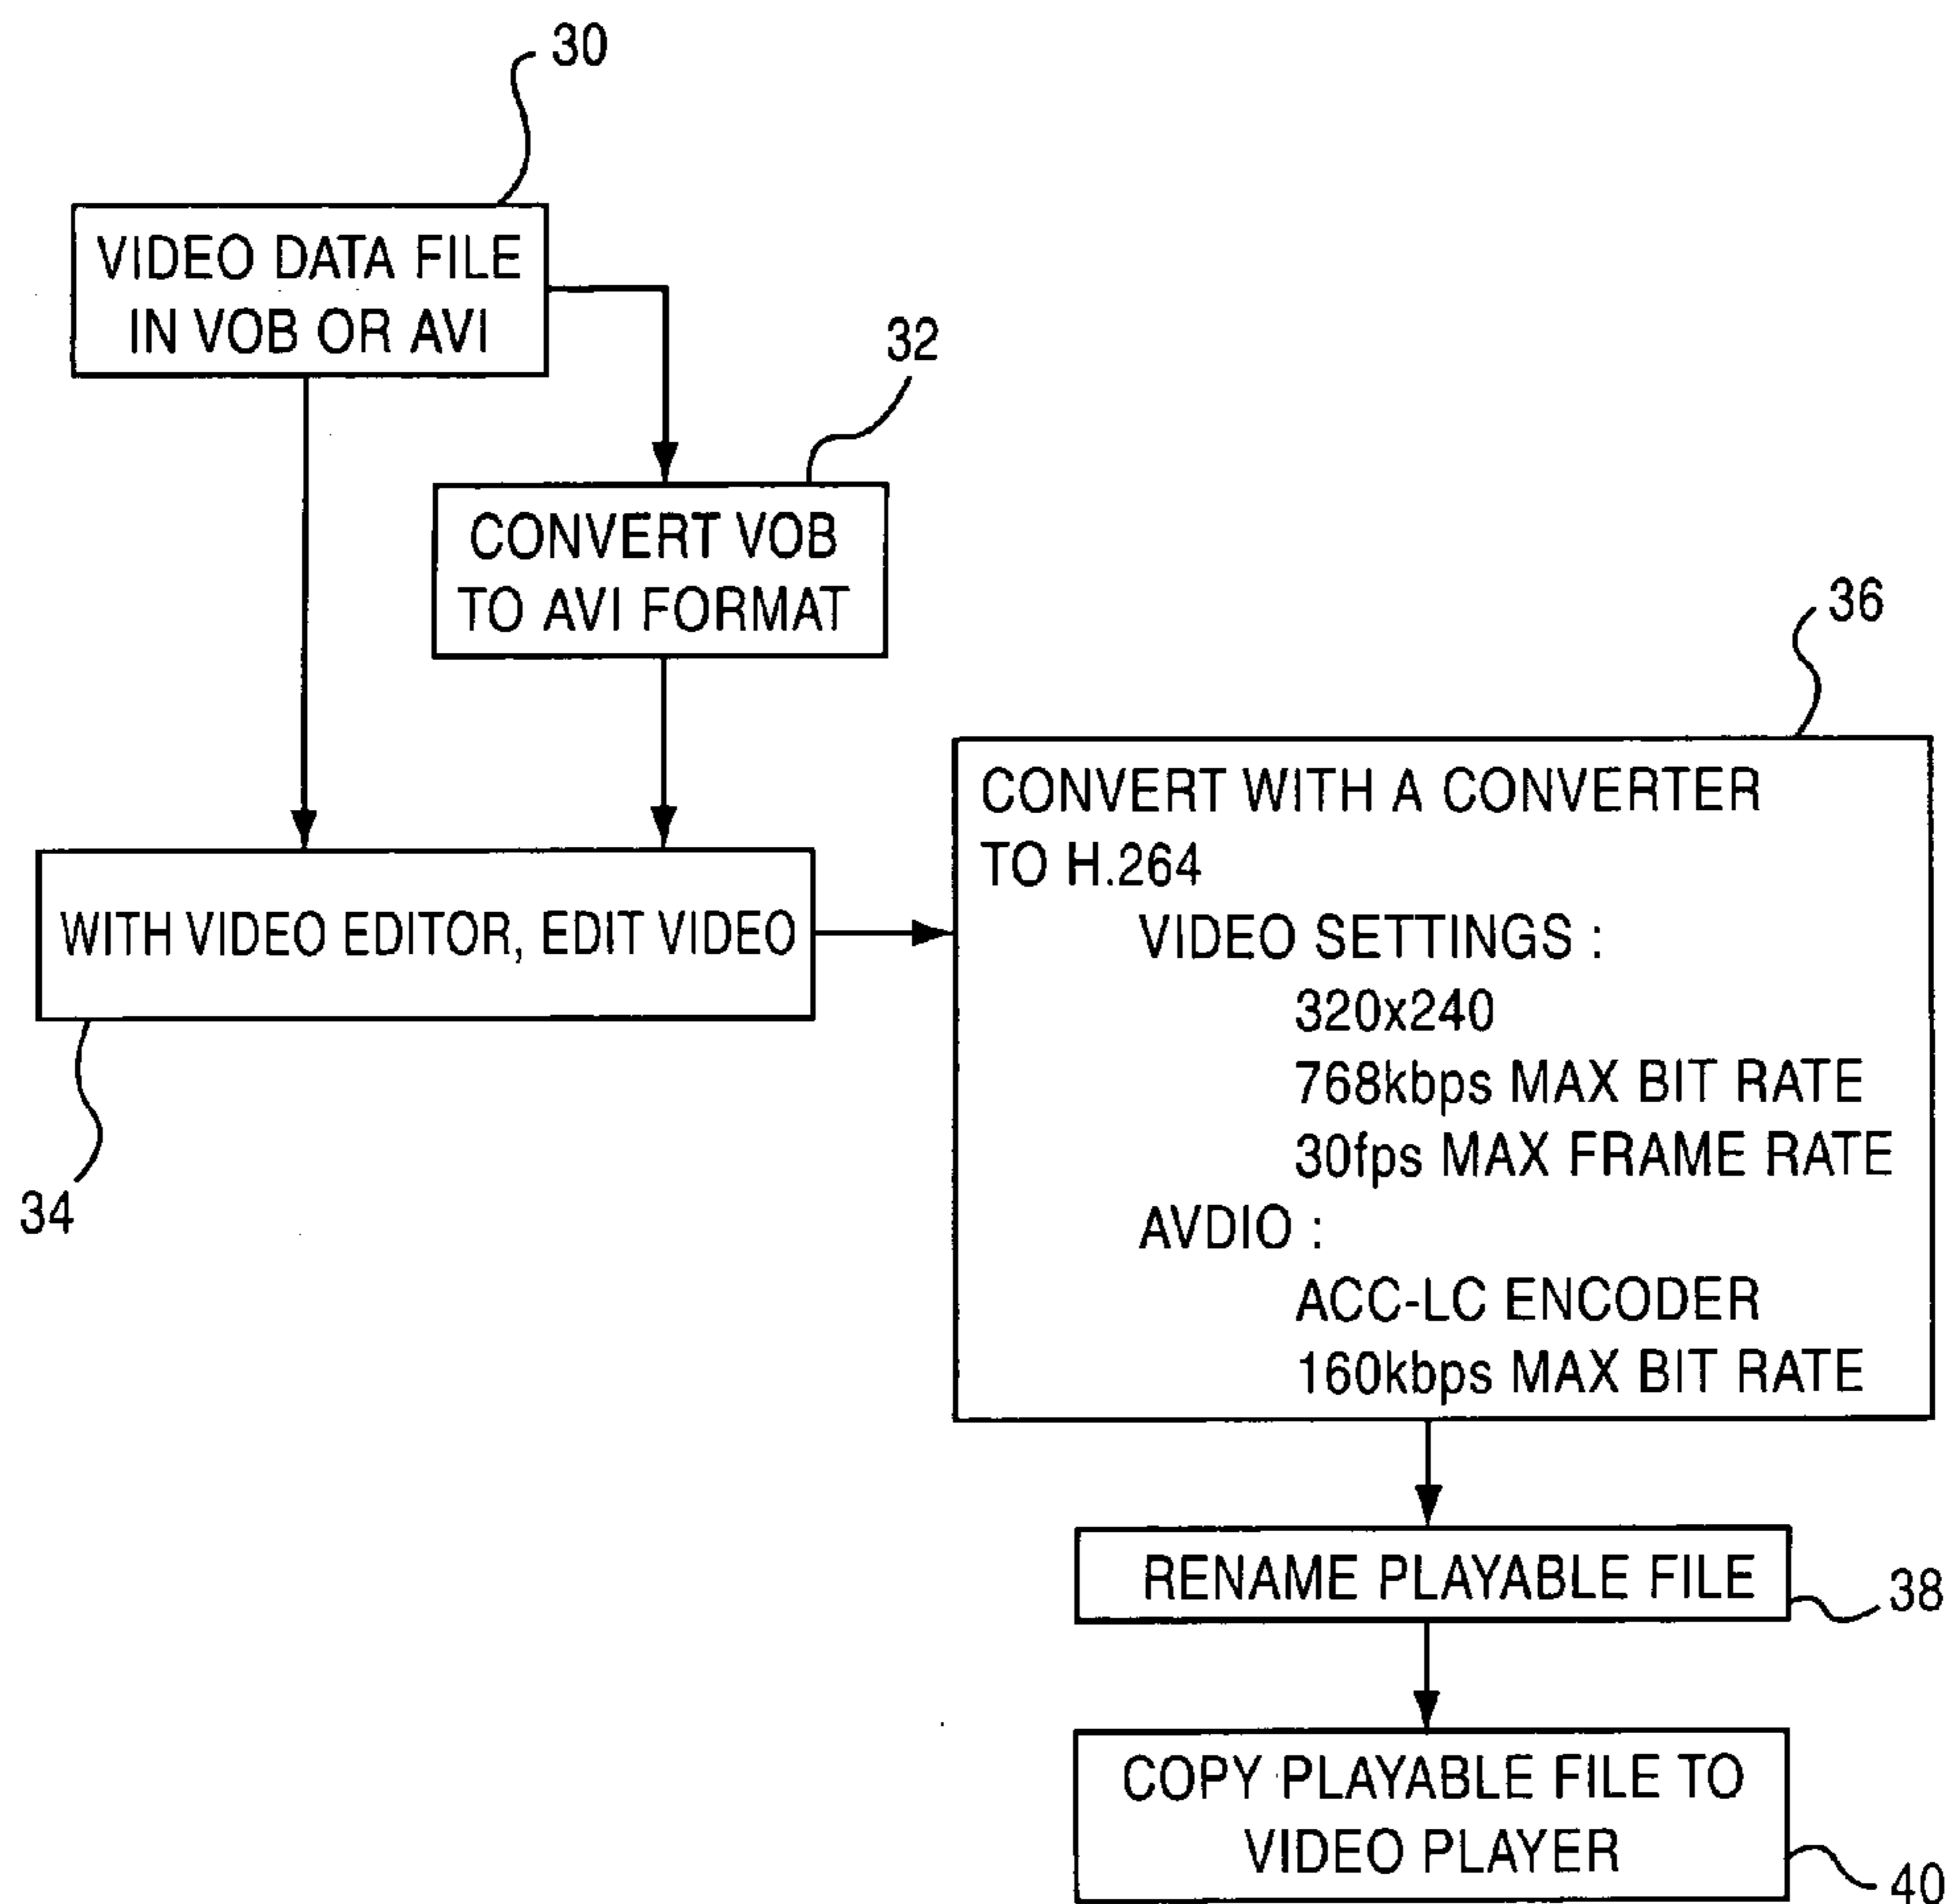 30
VIDEO DATA FILE
IN VOB OR AVI
32
CONVERT VOB
TO AVI FORMAT
36
CONVERT WITH A CONVERTER
TO H.264
VIDEO SETTINGS :
320x240
768kbps MAX BIT RATE
30fps MAX FRAME RATE
AVDIO :
ACC-LC ENCODER
160kbps MAX BIT RATE
WITH VIDEO EDITOR, EDIT VIDEO
34
RENAME PLAYABLE FILE
38
COPY PLAYABLE FILE TO
VIDEO PLAYER
40